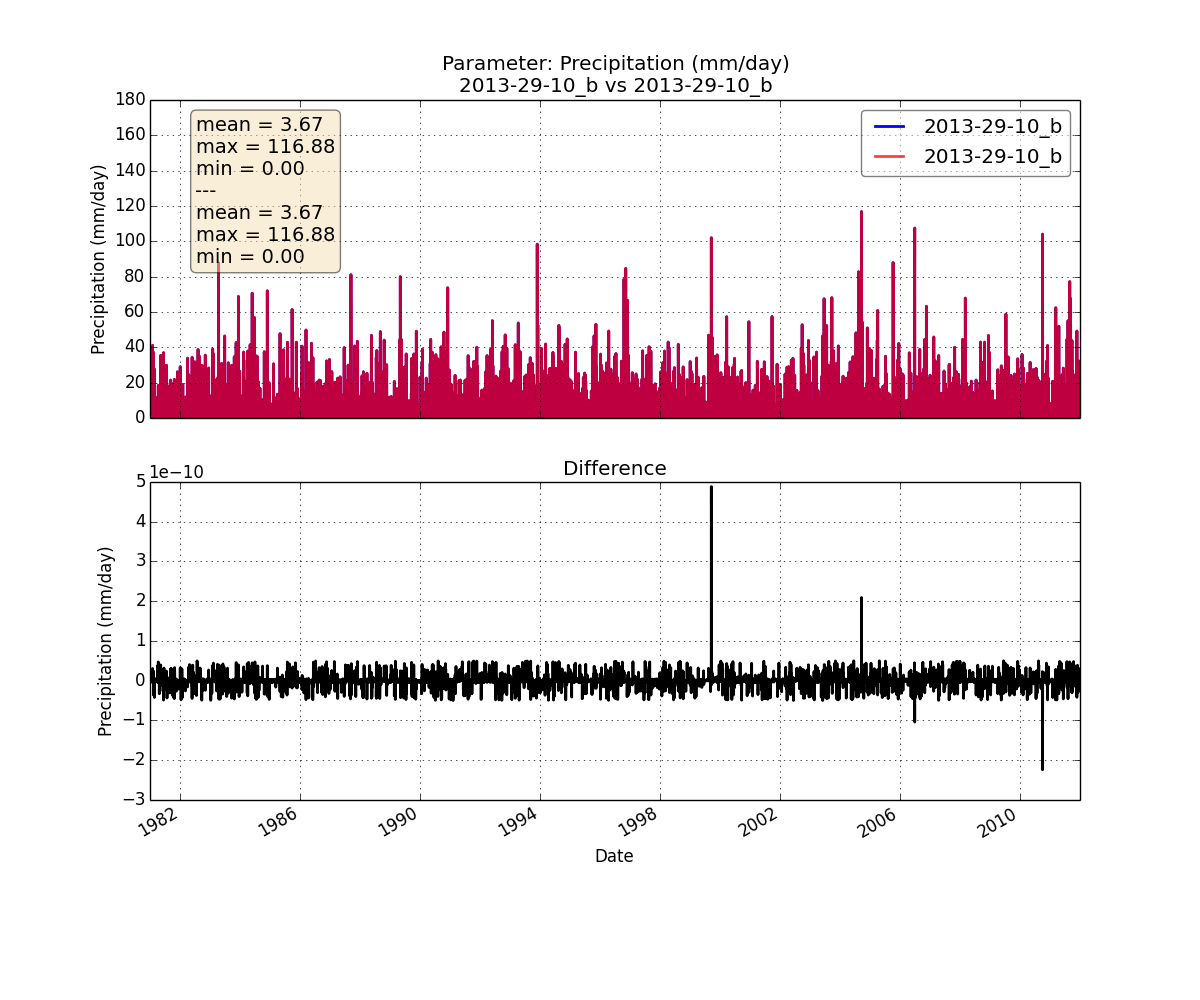 Parameter: Precipitation (mm/day)
2013-29-10_b vs 2013-29-10_b
180
160
140
120
100
80
60
40
20
0
Precipitation (mm/day)
mean = 3.67
max = 116.88
min = 0.00
---
mean = 3.67
max = 116.88
min = 0.00
2013-29-10_b
2013-29-10_b
Difference
1e−10
5
4
3
2
1
0
−1
−2
−3
Precipitation (mm/day)
1982
1986
1990
1994
1998
2002
2006
2010
Date